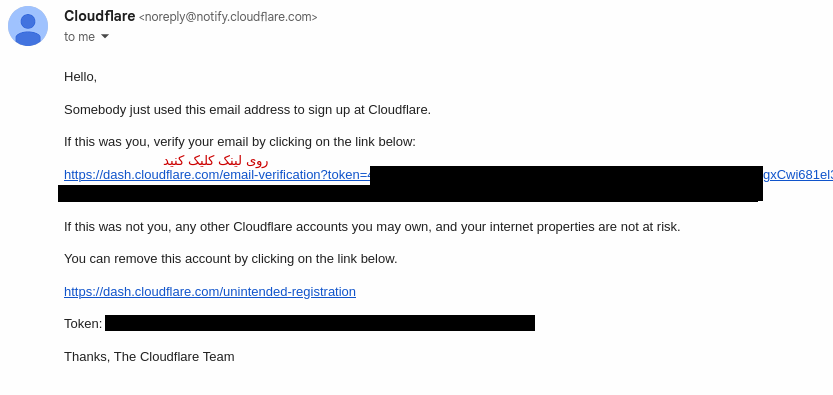 Cloudflare <noreply@notify.cloudflare.com>
to me
Hello,
Somebody just used this email address to sign up at Cloudflare.
If this was you, verify your email by clicking on the link below:
روی لینک کلیک کنید
https://dash.cloudflare.com/email-verification?token= gxCwi681el3
If this was not you, any other Cloudflare accounts you may own, and your internet properties are not at risk.
You can remove this account by clicking on the link below.
https://dash.cloudflare.com/unintended-registration
Token:
Thanks, The Cloudflare Team